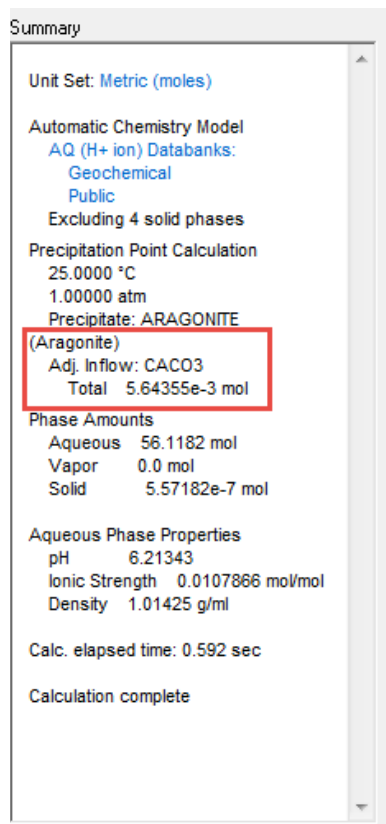 Summary
Unit Set: Metric (moles)
Automatic Chemistry Model
AQ (H+ ion) Databanks:
Geochemical
Public
Excluding 4 solid phases
Precipitation Point Calculation
25.0000 °C
1.00000 atm
Precipitate: ARAGONITE
(Aragonite)
Adj. Inflow: CACO3
Total 5.64355e-3 mol
Phase Amounts
Aqueous 56.1182 mol
Vapor 0.0 mol
Solid 5.57182e-7 mol
Aqueous Phase Properties
pH 6.21343
Ionic Strength 0.0107866 mol/mol
Density 1.01425 g/ml
Calc. elapsed time: 0.592 sec
Calculation complete